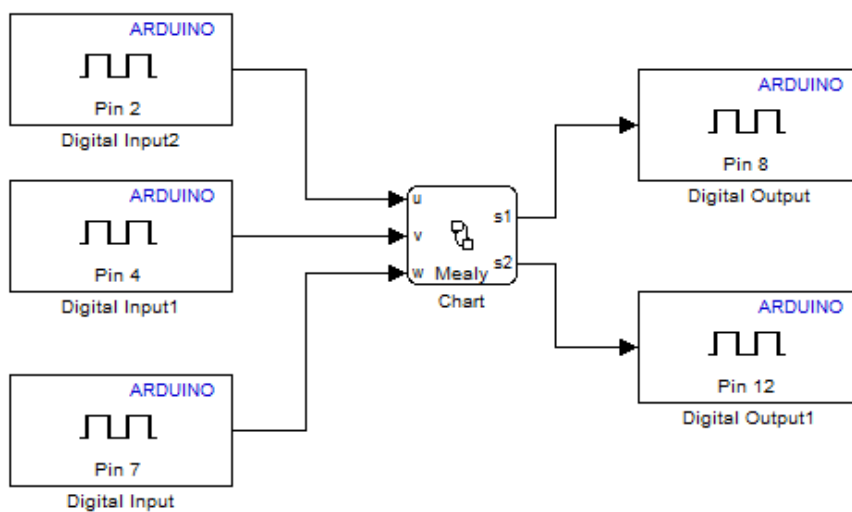 ARDUINO
Pin 2
Digital Input2
ARDUINO
Pin 4
Digital Input1
ARDUINO
Pin 7
Digital Input
u
v
w
s1
s2
Mealy
Chart
ARDUINO
Pin 8
Digital Output
ARDUINO
Pin 12
Digital Output1